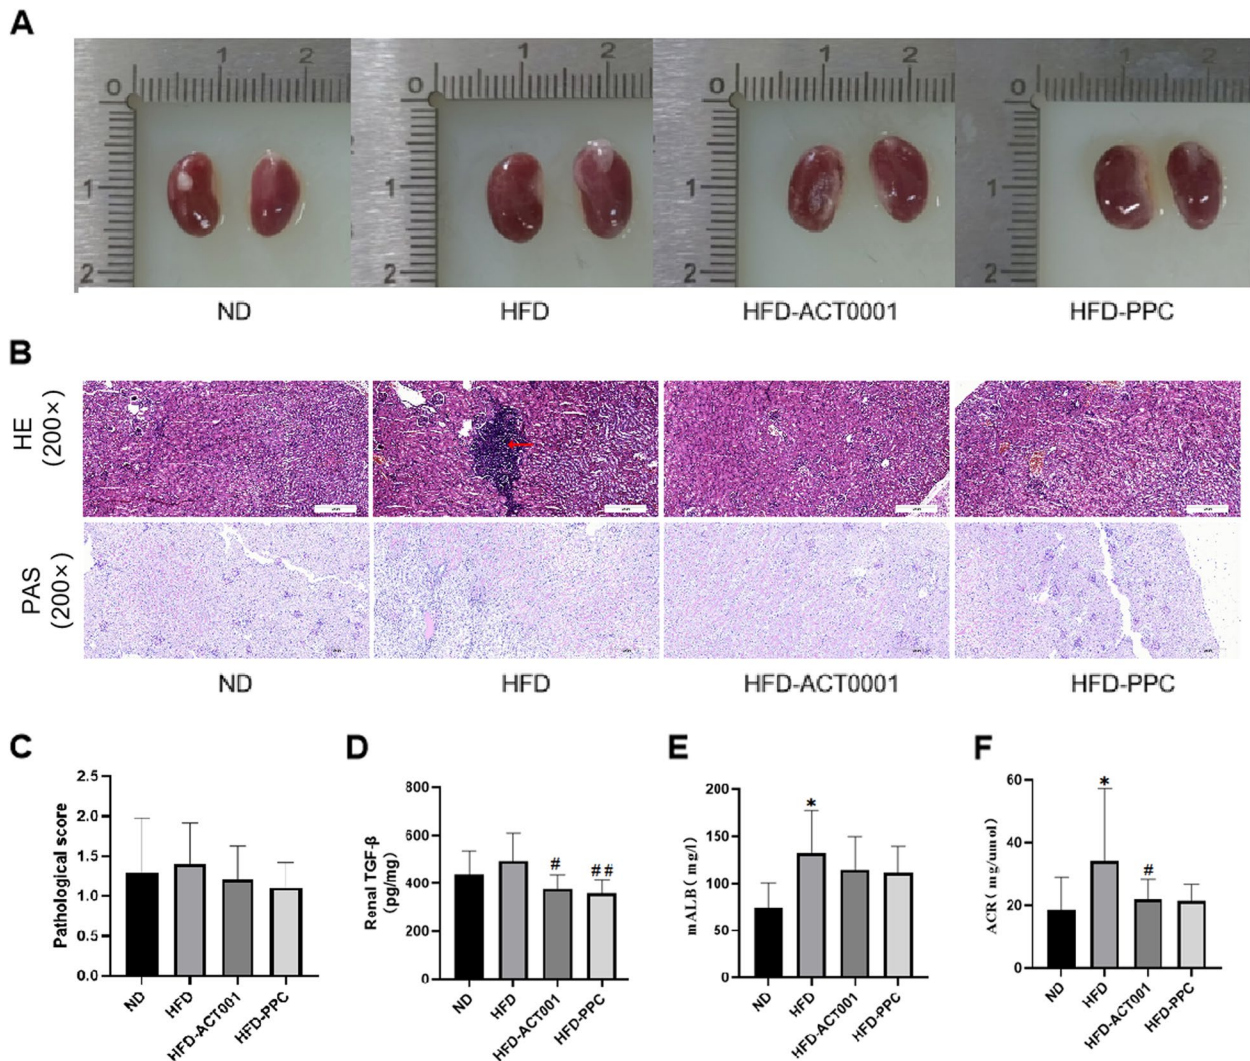 A
1 2
0
1
2
1 2
0
1
2
1 2
0
1
2
1 2
0
1
2
ND HFD HFD-ACT0001 HFD-PPC
B
HE
(200×)
PAS
(200×)
ND HFD HFD-ACT0001 HFD-PPC
C
Pathological score
2.5
2.0
1.5
1.0
0.5
0.0
ND HFD HFD-ACT001 HFD-PPC
D
Renal TGF-β
(pg/mg)
800
600
400
200
0
# ##
ND HFD HFD-ACT001 HFD-PPC
E
mALB( mg/l)
200
150
100
50
0
*
ND HFD HFD-ACT001 HFD-PPC
F
ACR( mg/umol)
60
40
20
0
* #
ND HFD HFD-ACT001 HFD-PPC